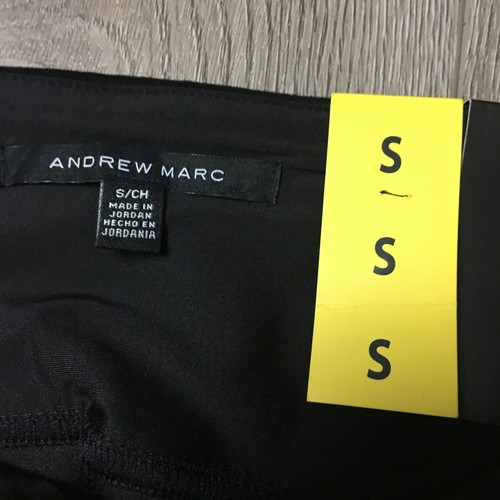 ANDREW MARC
S/CH
MADE IN
JORDAN
HECHO EN
JORDANIA
S
S
S